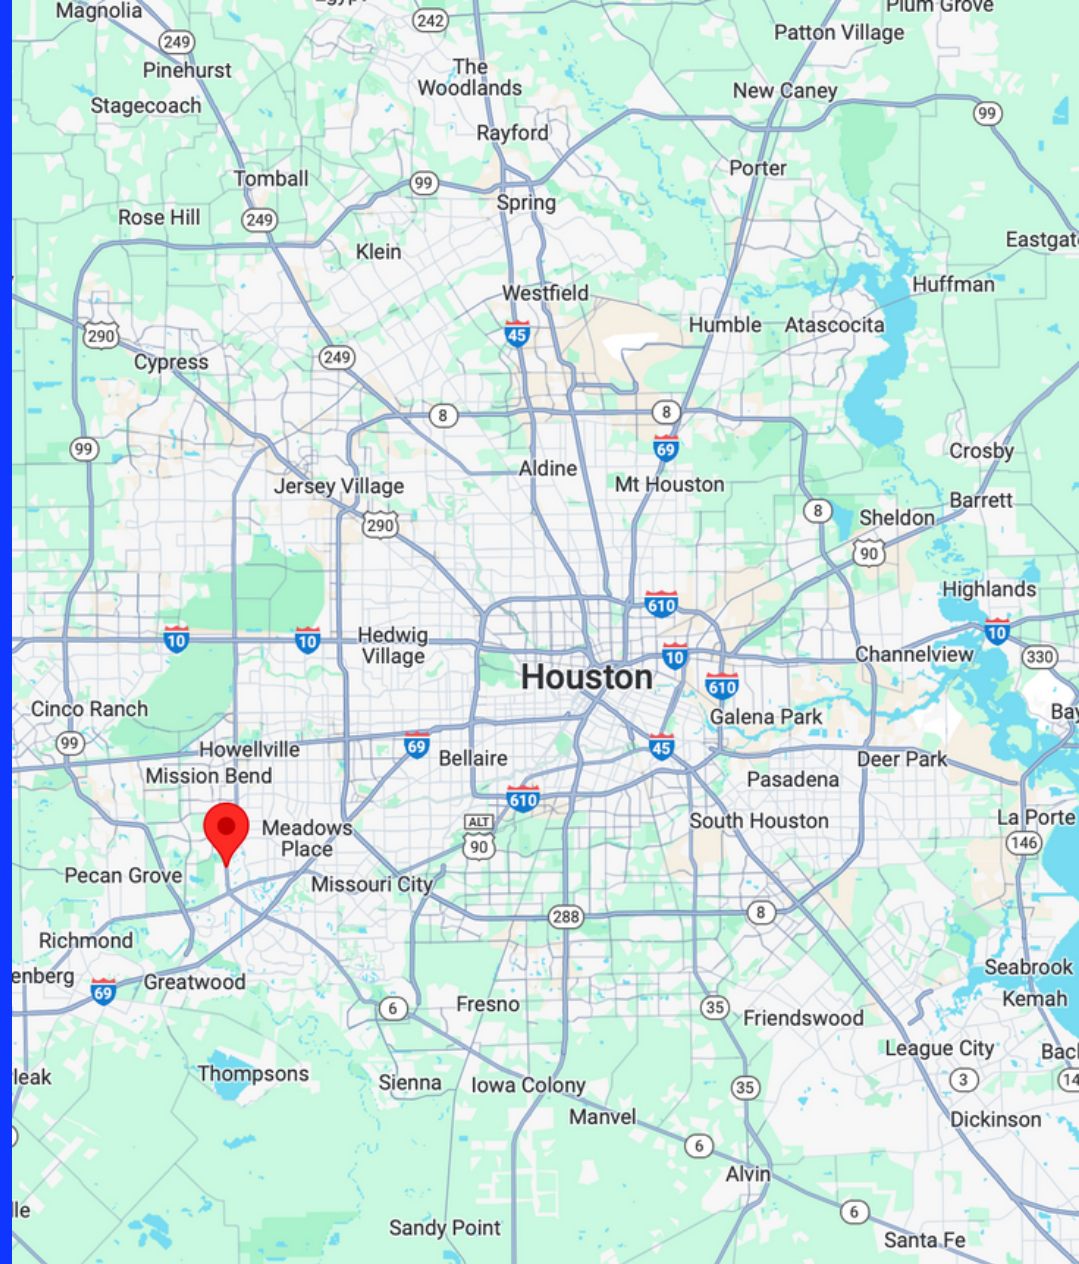 Plum Grove
Magnolia
242
Patton Village
249
Pinehurst
The
Woodlands
New Caney
Stagecoach
99
Rayford
Porter
Tomball
99
Spring
Rose Hill
249
Eastgate
Klein
Huffman
Westfield
Humble
Atascocita
45
290
249
Cypress
8
8
99
69
Crosby
Aldine
Jersey Village
Mt Houston
Barrett
8
Sheldon
290
90
Highlands
610
10
10
Hedwig
Village
10
10
Channelview
330
Houston
610
Cinco Ranch
Galena Park
Bay
99
Howellville
69
45
Bellaire
Deer Park
Mission Bend
Pasadena
610
ALT
90
South Houston
La Porte
Meadows
Place
146
Pecan Grove
Missouri City
288
8
Richmond
enberg
Seabrook
69
Greatwood
Kemah
6
Fresno
35
Friendswood
League City
Bacl
leak
Thompsons
Sienna
Iowa Colony
35
3
14
Manvel
Dickinson
6
Alvin
lle
6
Sandy Point
Santa Fe